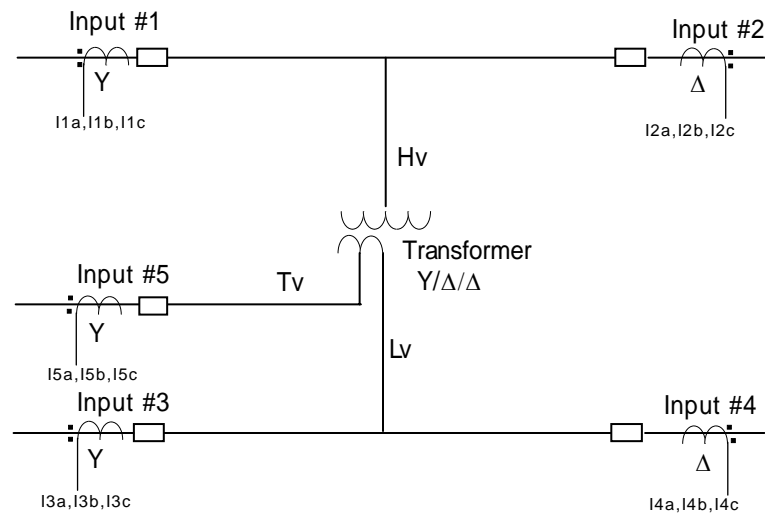 Input #1
Input #2
Y
Δ
I1a,I1b,I1c
I2a,I2b,I2c
Hv
Transformer
Y/Δ/Δ
Input #5
Tv
Y
Lv
I5a,I5b,I5c
Input #3
Input #4
Y
Δ
I3a,I3b,I3c
I4a,I4b,I4c